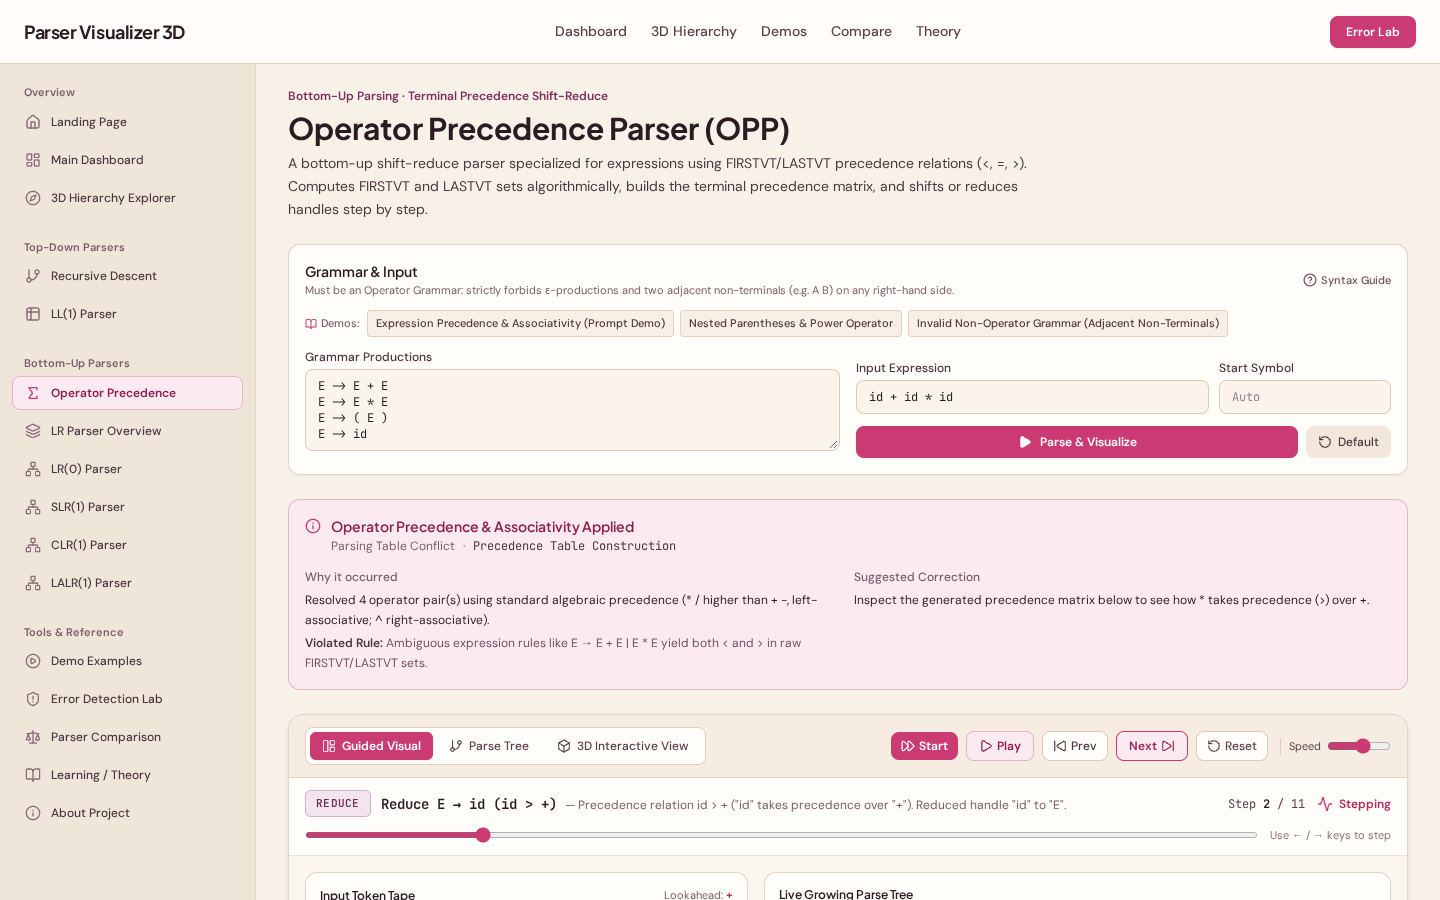 Parser Visualizer 3D
Dashboard
3D Hierarchy
Demos
Compare
Theory
Error Lab
Overview
Landing Page
Main Dashboard
3D Hierarchy Explorer
Top-Down Parsers
Recursive Descent
LL(1) Parser
Bottom-Up Parsers
Operator Precedence
LR Parser Overview
LR(0) Parser
SLR(1) Parser
CLR(1) Parser
LALR(1) Parser
Tools & Reference
Demo Examples
Error Detection Lab
Parser Comparison
Learning / Theory
About Project
Bottom-Up Parsing · Terminal Precedence Shift-Reduce
Operator Precedence Parser (OPP)
A bottom-up shift-reduce parser specialized for expressions using FIRSTVT/LASTVT precedence relations (<, =, >).
Computes FIRSTVT and LASTVT sets algorithmically, builds the terminal precedence matrix, and shifts or reduces
handles step by step.
Grammar & Input
Must be an Operator Grammar: strictly forbids ε-productions and two adjacent non-terminals (e.g. A B) on any right-hand side.
Syntax Guide
Demos:
Expression Precedence & Associativity (Prompt Demo)
Nested Parentheses & Power Operator
Invalid Non-Operator Grammar (Adjacent Non-Terminals)
Grammar Productions
E → E + E
E → E * E
E → ( E )
E → id
Input Expression
id + id * id
Start Symbol
Auto
Parse & Visualize
Default
Operator Precedence & Associativity Applied
Parsing Table Conflict · Precedence Table Construction
Why it occurred
Resolved 4 operator pair(s) using standard algebraic precedence (* / higher than + -, left-
associative; ^ right-associative).
Violated Rule: Ambiguous expression rules like E → E + E | E * E yield both < and > in raw
FIRSTVT/LASTVT sets.
Suggested Correction
Inspect the generated precedence matrix below to see how * takes precedence (>) over +.
Guided Visual
Parse Tree
3D Interactive View
Start
Play
Prev
Next
Reset
Speed
REDUCE
Reduce E → id (id > +)
— Precedence relation id > + ("id" takes precedence over "+"). Reduced handle "id" to "E".
Step 2 / 11
Stepping
Use ← / → keys to step
Input Token Tape
Lookahead: +
Live Growing Parse Tree